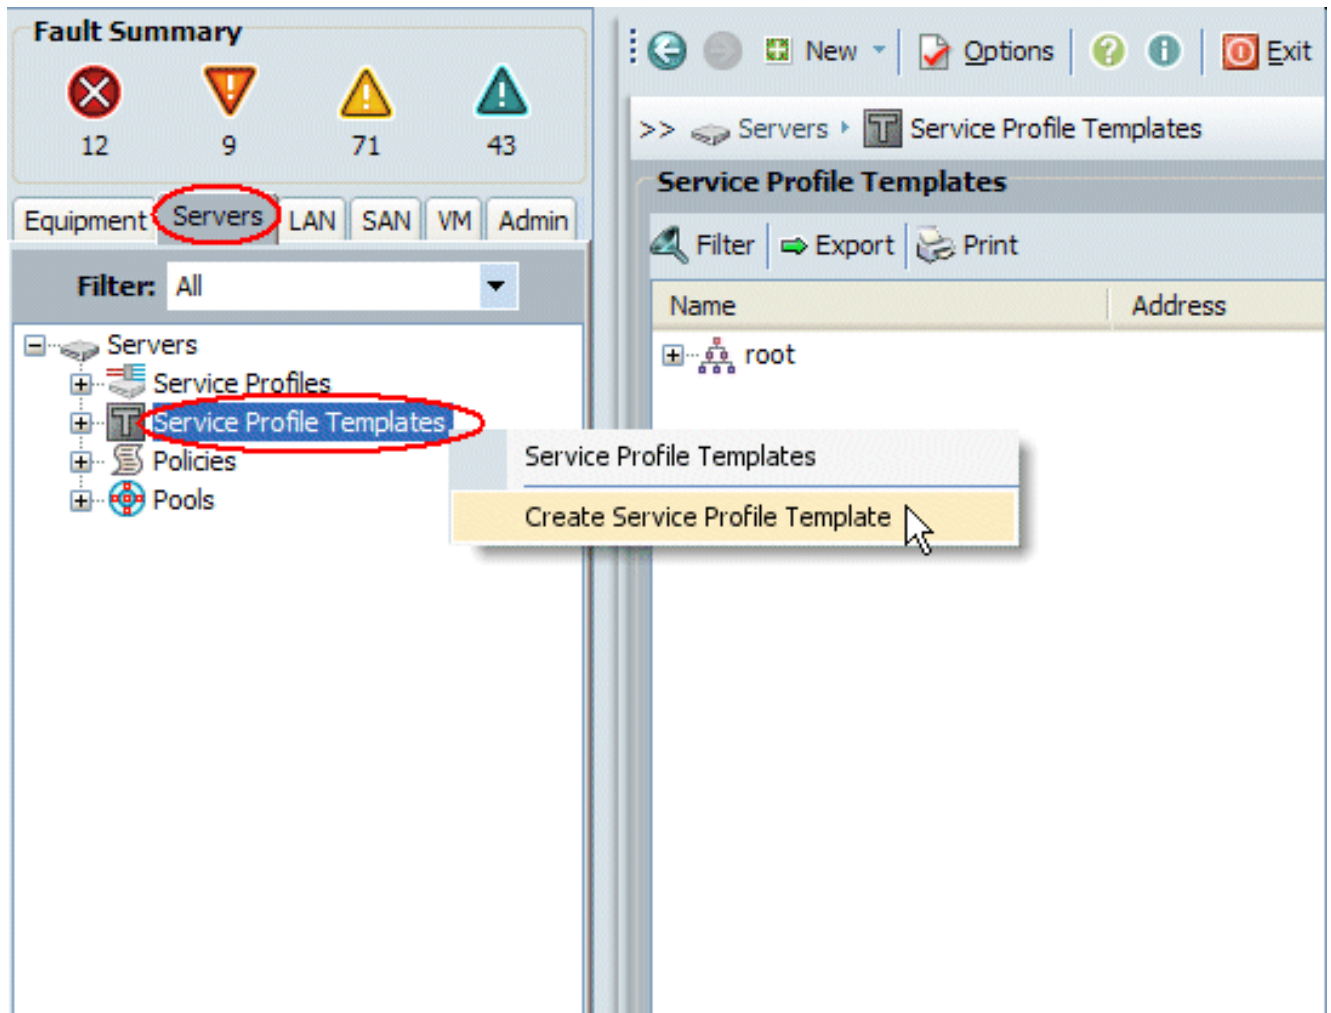 Fault Summary
12 9 71 43
Equipment Servers LAN SAN VM Admin
Filter: All
Servers
Service Profiles
Service Profile Templates
Policies
Pools
New Options ? i Exit
>> Servers Service Profile Templates
Service Profile Templates
Filter Export Print
Name Address
root
Service Profile Templates
Create Service Profile Template